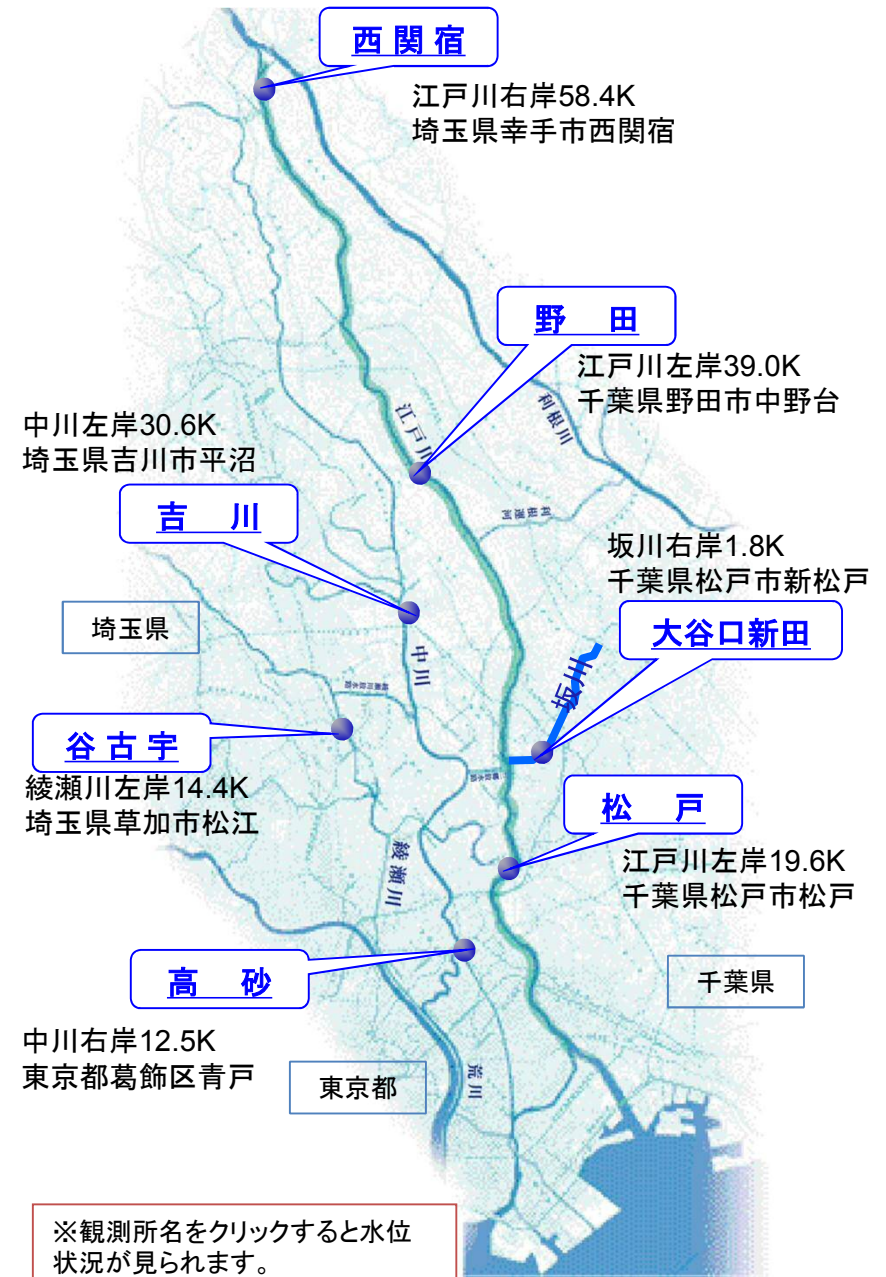 西関宿
江戸川右岸58.4K
埼玉県幸手市西関宿
野 田
江戸川左岸39.0K
千葉県野田市中野台
利根川
江戸川
中川左岸30.6K
埼玉県吉川市平沼
吉 川
利根運河
坂川右岸1.8K
千葉県松戸市新松戸
大谷口新田
埼玉県
中川
坂川
谷古宇
綾瀬川左岸14.4K
埼玉県草加市松江
松 戸
江戸川左岸19.6K
千葉県松戸市松戸
綾瀬川
高 砂
中川右岸12.5K
東京都葛飾区青戸
千葉県
東京都
荒川
※観測所名をクリックすると水位
状況が見られます。